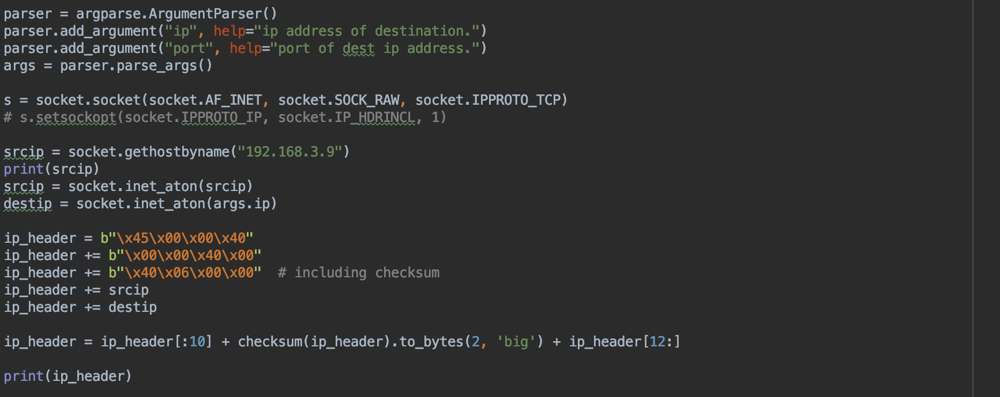 parser = argparse.ArgumentParser()
parser.add_argument("ip", help="ip address of destination.")
parser.add_argument("port", help="port of dest ip address.")
args = parser.parse_args()
s = socket.socket(socket.AF_INET, socket.SOCK_RAW, socket.IPPROTO_TCP)
# s.setsockopt(socket.IPPROTO_IP, socket.IP_HDRINCL, 1)
srcip = socket.gethostbyname("192.168.3.9")
print(srcip)
srcip = socket.inet_aton(srcip)
destip = socket.inet_aton(args.ip)
ip_header = b"\x45\x00\x00\x40"
ip_header += b"\x00\x00\x40\x00"
ip_header += b"\x40\x06\x00\x00"  # including checksum
ip_header += srcip
ip_header += destip
ip_header = ip_header[:10] + checksum(ip_header).to_bytes(2, 'big') + ip_header[12:]
print(ip_header)